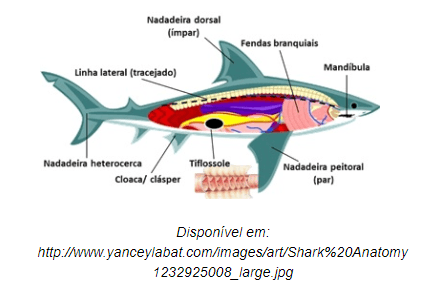 Nadadeira dorsal
(ímpar)
Fendas branquiais
Mandíbula
Linha lateral (tracejado)
Nadadeira heterocerca
Cloaca/ clásper
Tiflossole
Nadadeira peitoral
(par)
Disponível em:
http://www.yanceylabat.com/images/art/Shark%20Anatomy
1232925008_large.jpg